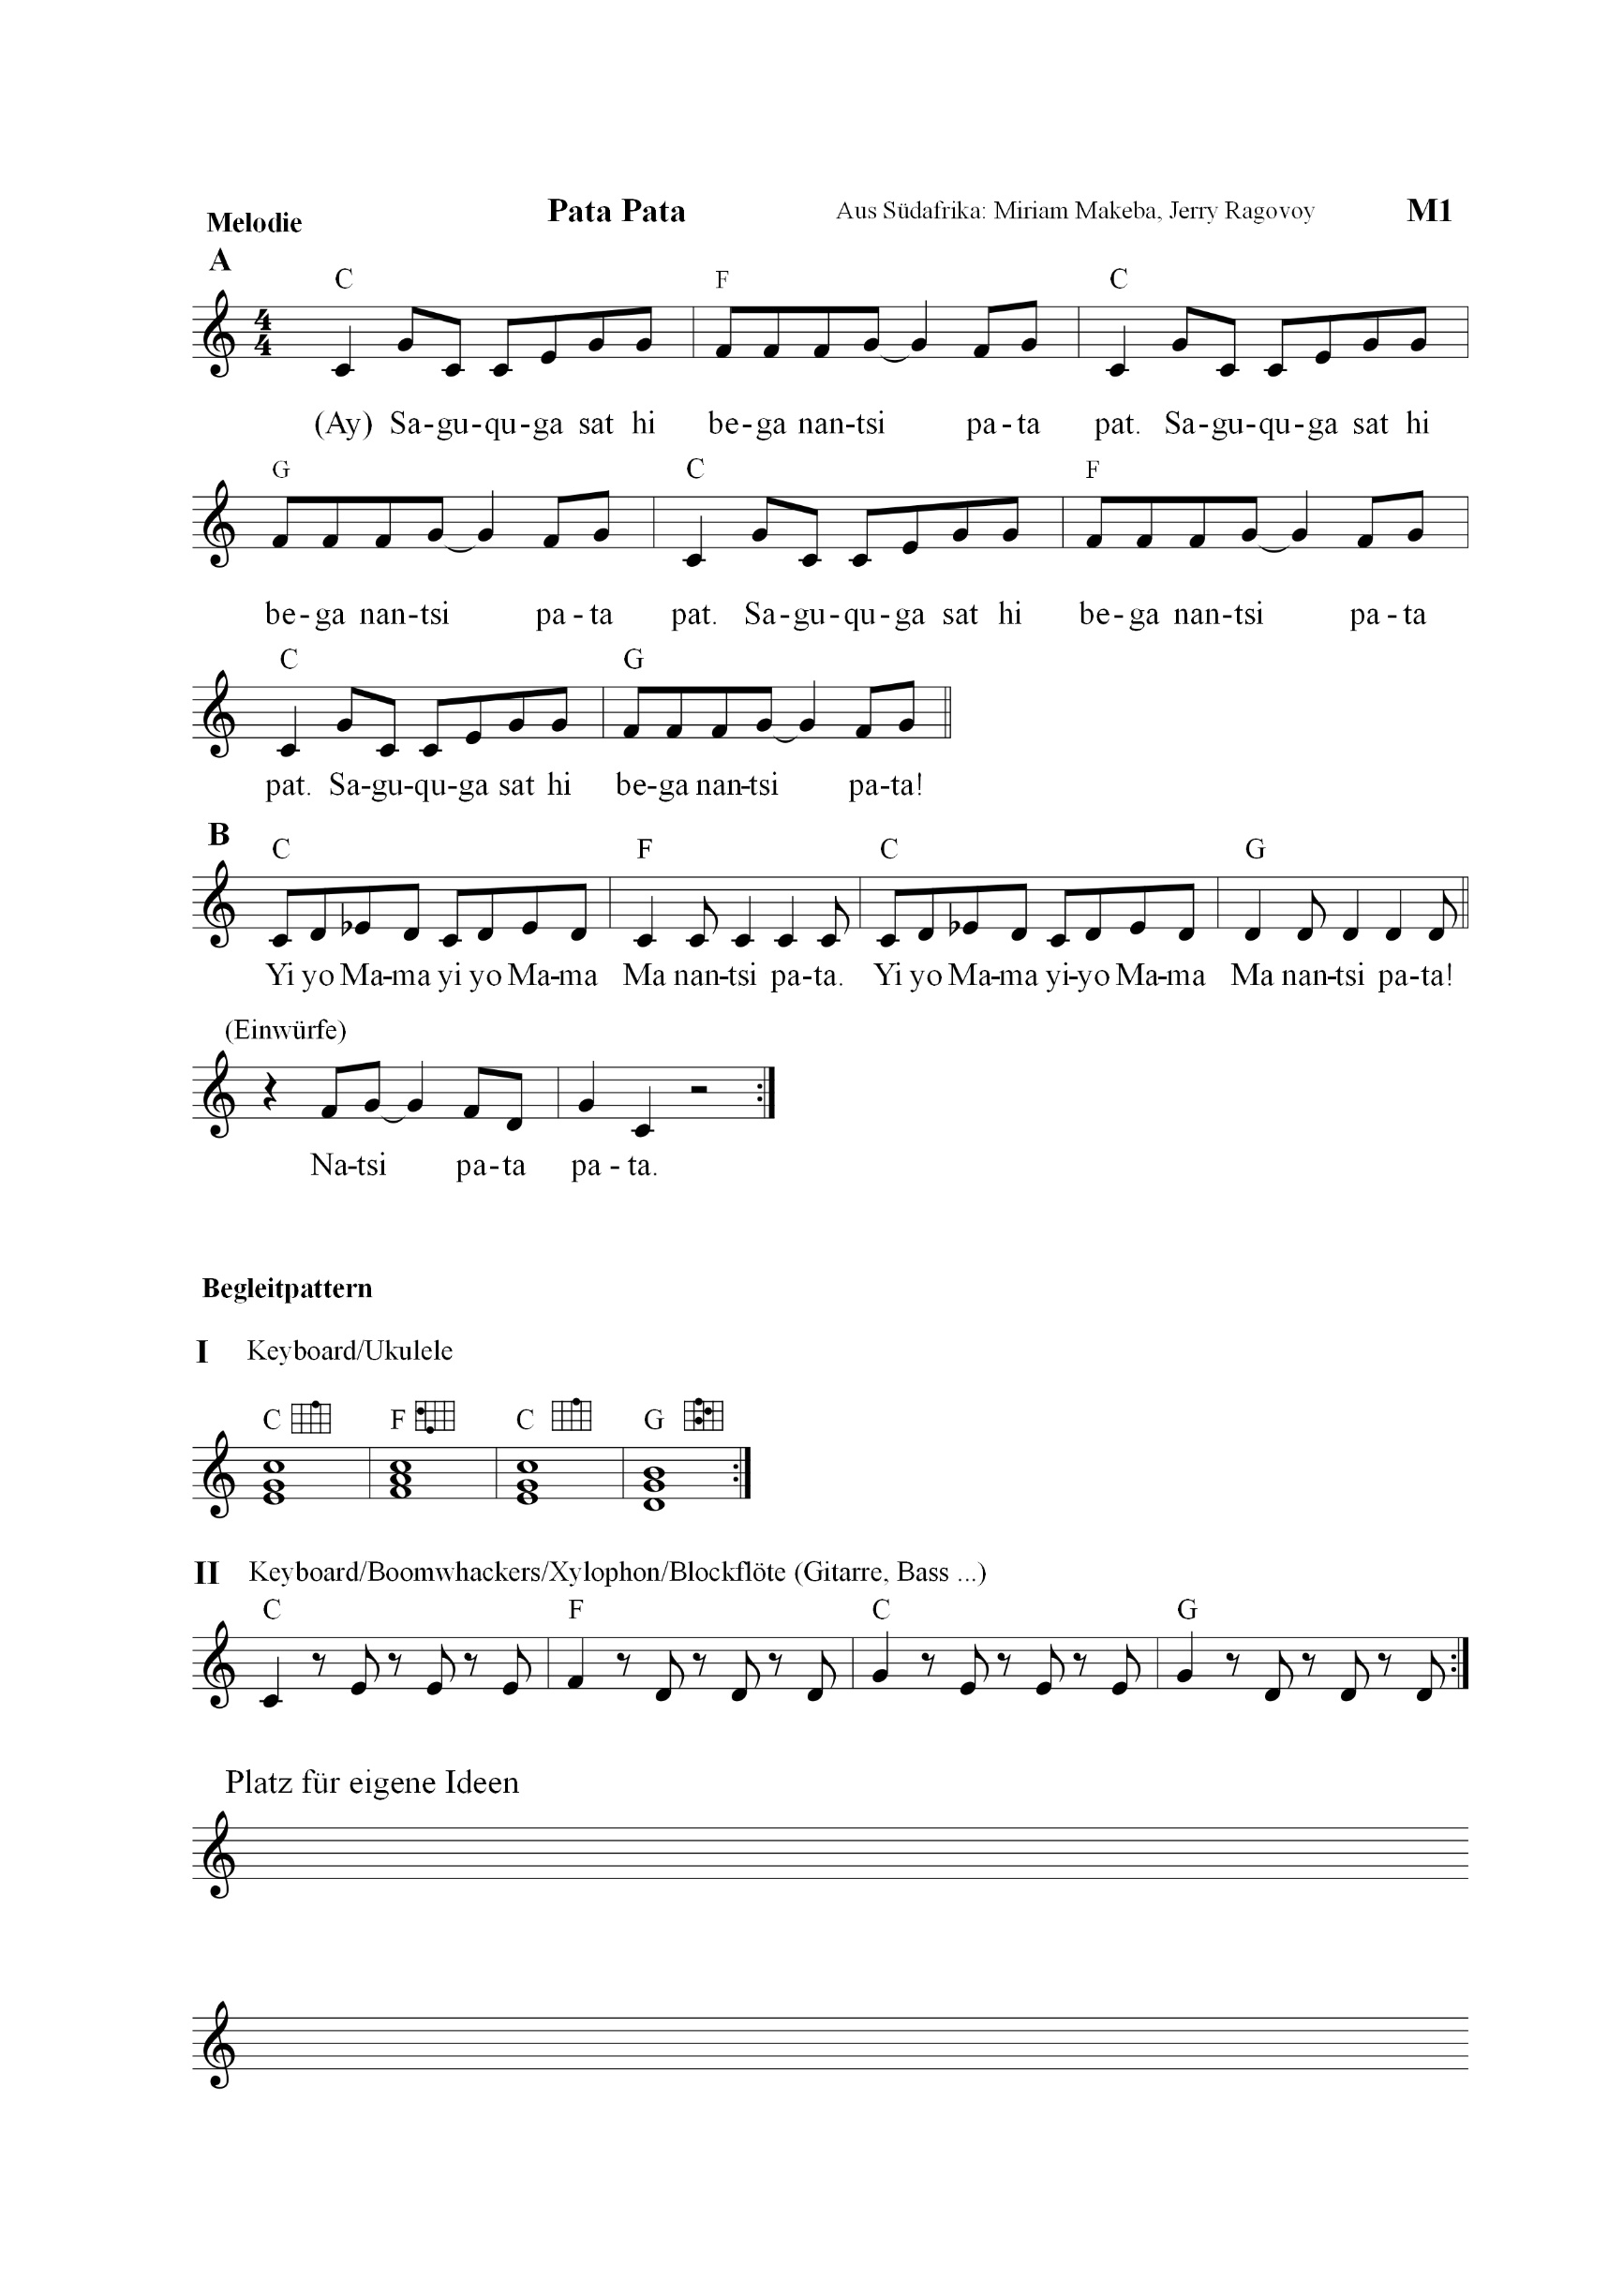 Melodie Pata Pata Aus Südafrika: Miriam Makeba, Jerry Ragovoy M1
A
C F C
4
4
(Ay) Sa-gu-qu-ga sat hi be-ga nan-tsi pa-ta pat. Sa-gu-qu-ga sat hi
G C F
be-ga nan-tsi pa-ta pat. Sa-gu-qu-ga sat hi be-ga nan-tsi pa-ta
C G
pat. Sa-gu-qu-ga sat hi be-ga nan-tsi pa-ta!
B
C F C G
Yi yo Ma-ma yi yo Ma-ma Ma nan-tsi pa-ta. Yi yo Ma-ma yi-yo Ma-ma Ma nan-tsi pa-ta!
(Einwürfe)
Na-tsi pa-ta pa-ta.
Begleitpattern
I Keyboard/Ukulele
C F C G
II Keyboard/Boomwhackers/Xylophon/Blockflöte (Gitarre, Bass ...)
C F C G
Platz für eigene Ideen